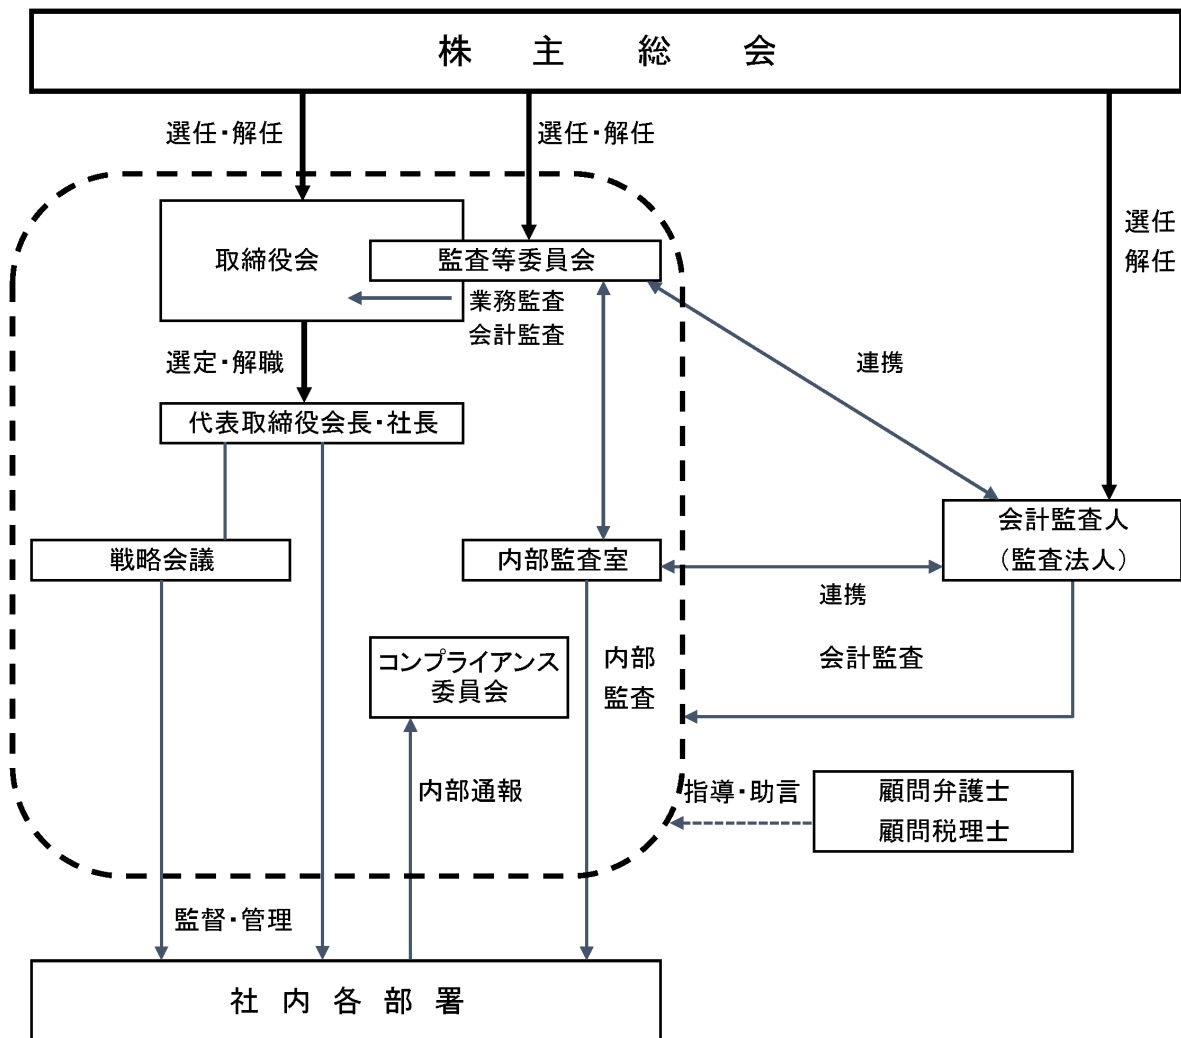 株主総会
選任・解任
選任・解任
選任
解任
取締役会
監査等委員会
業務監査
会計監査
選定・解職
連携
代表取締役会長・社長
会計監査人
（監査法人）
戦略会議
内部監査室
連携
コンプライアンス
委員会
内部
監査
会計監査
内部通報
指導・助言
顧問弁護士
顧問税理士
監督・管理
社内各部署